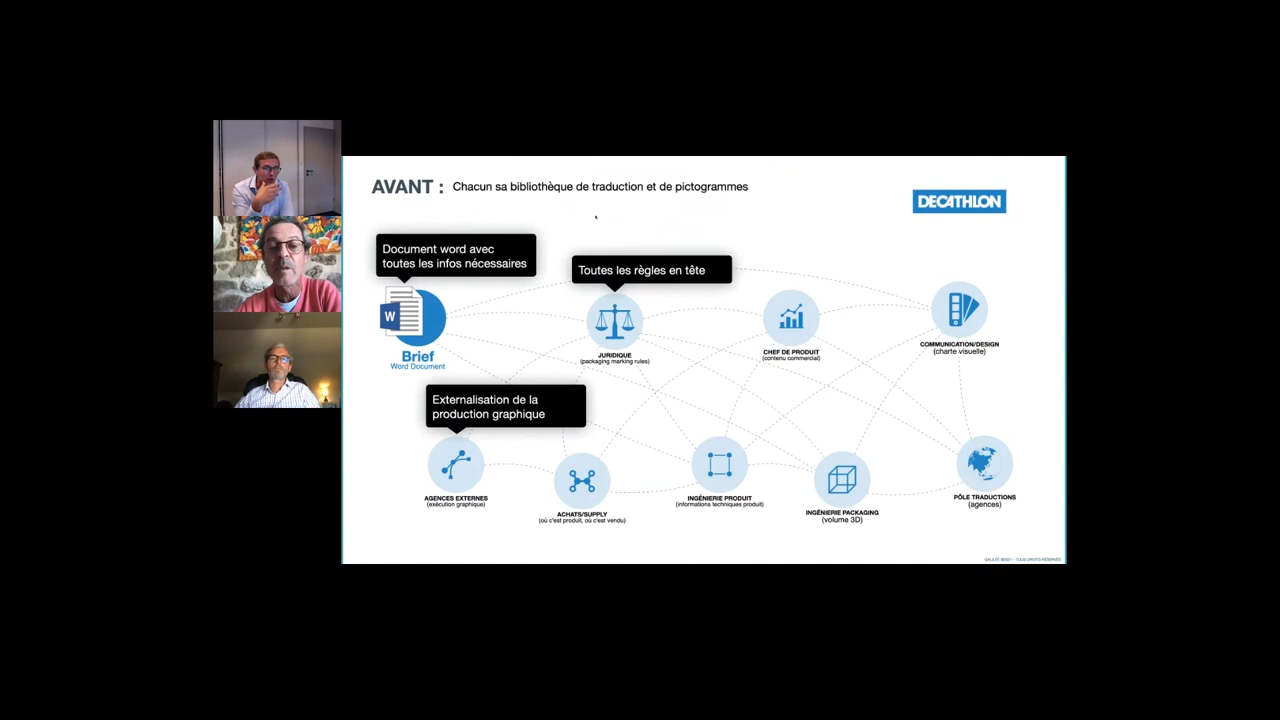 AVANT : Chacun sa bibliothèque de traduction et de pictogrammes
DECATHLON
Document word avec
toutes les infos nécessaires
Toutes les règles en tête
W
Brief
Word Document
JURIDIQUE
(packaging marking rules)
CHEF DE PRODUIT
(contenu commercial)
COMMUNICATION/DESIGN
(charte visuelle)
Externalisation de la
production graphique
AGENCES EXTERNES
(exécution graphique)
ACHATS/SUPPLY
(où c'est produit, où c'est vendu)
INGÉNIERIE PRODUIT
(informations techniques produit)
INGÉNIERIE PACKAGING
(volume 3D)
PÔLE TRADUCTIONS
(agences)